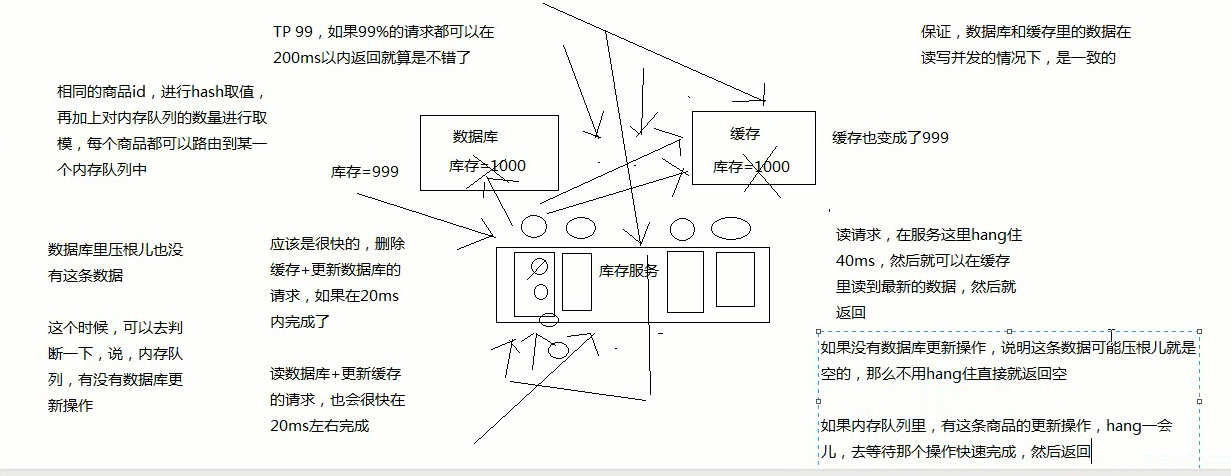 TP 99，如果99%的请求都可以在
200ms以内返回就算是不错了
保证，数据库和缓存里的数据在
读写并发的情况下，是一致的
相同的商品id，进行hash取值，
再加上对内存队列的数量进行取
模，每个商品都可以路由到某一
个内存队列中
数据库
库存=1000
缓存
库存=1000
缓存也变成了999
库存=999
数据库里压根儿也没
有这条数据
这个时候，可以去判
断一下，说，内存队
列，有没有数据库更
新操作
应该是很快的，删除
缓存+更新数据库的
请求，如果在20ms
内完成了
读数据库+更新缓存
的请求，也会很快在
20ms左右完成
库存服务
读请求，在服务这里hang住
40ms，然后就可以在缓存
里读到最新的数据，然后就
返回
如果没有数据库更新操作，说明这条数据可能压根儿就是
空的，那么不用hang住直接就返回空
如果内存队列里，有这条商品的更新操作，hang一会
儿，去等待那个操作快速完成，然后返回